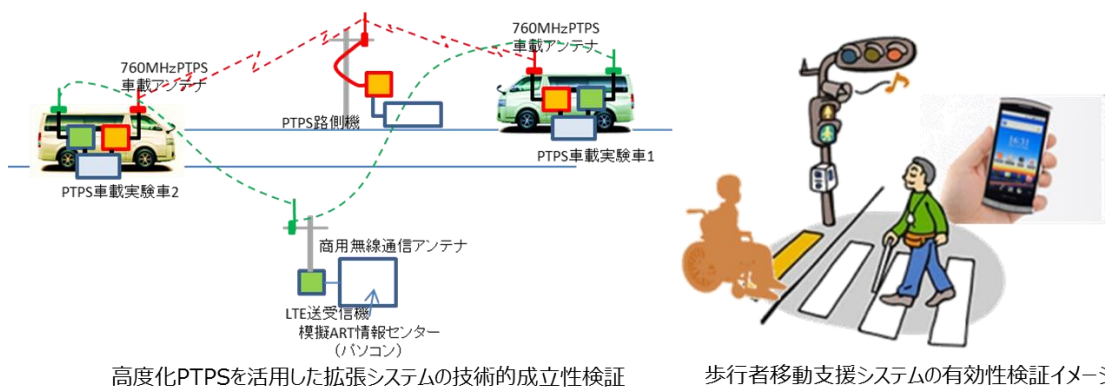 760MHzPTPS
車載アンテナ
760MHzPTPS
車載アンテナ
PTPS路側機
PTPS車載実験車1
PTPS車載実験車2
商用無線通信アンテナ
LTE送受信機
模擬ART情報センター
（パソコン）
16:31
高度化PTPSを活用した拡張システムの技術的成立性検証
歩行者移動支援システムの有効性検証イメージ